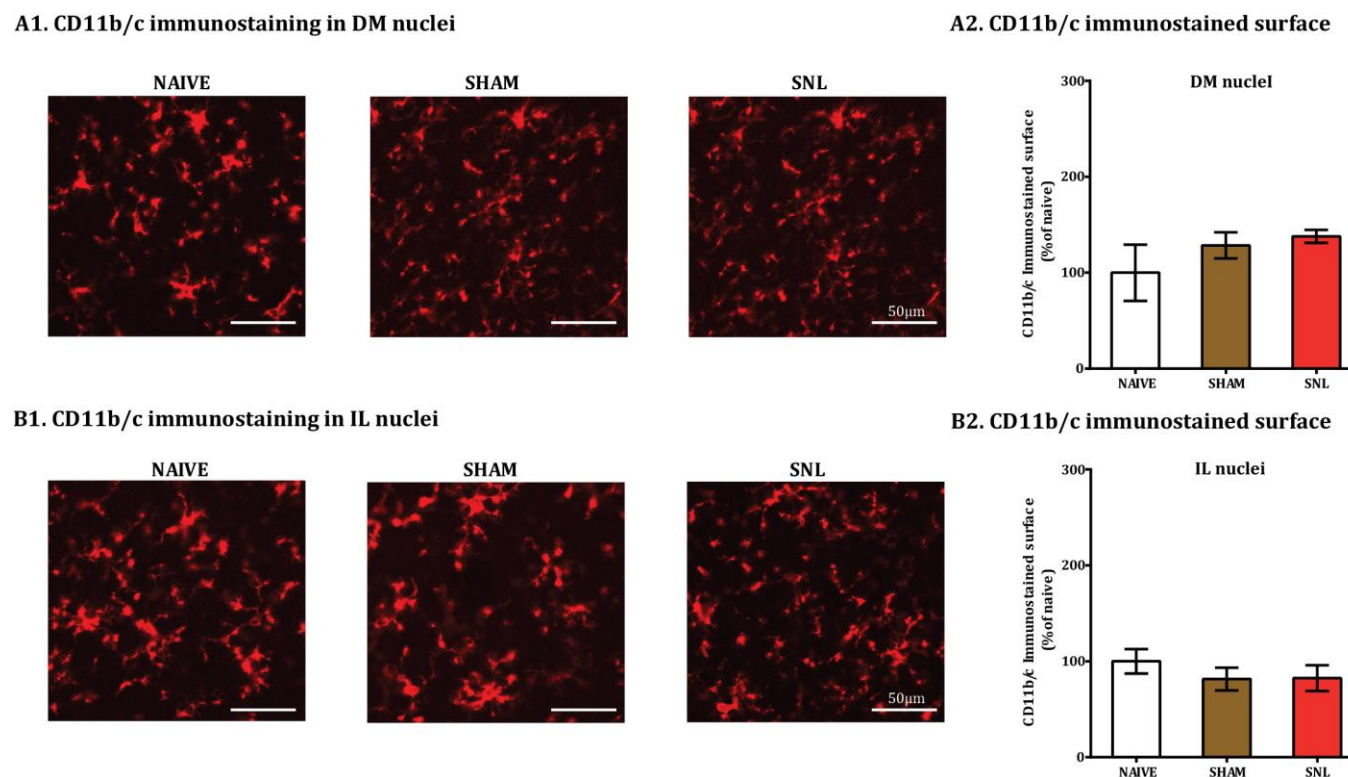 A1. CD11b/c immunostaining in DM nuclei
NAIVE
SHAM
SNL
50µm
A2. CD11b/c immunostained surface
DM nucleI
CD11b/c Immunostained surface
(% of naive)
300
200
100
0
NAIVE
SHAM
SNL
B1. CD11b/c immunostaining in IL nuclei
NAIVE
SHAM
SNL
50µm
B2. CD11b/c immunostained surface
IL nuclei
CD11b/c Immunostained surface
(% of naive)
300
200
100
0
NAIVE
SHAM
SNL